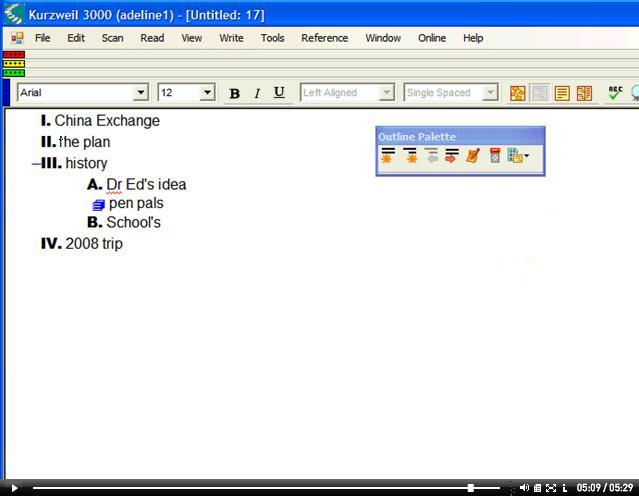 Kurzweil 3000 (adeline1) - [Untitled: 17]
File Edit Scan Read View Write Tools Reference Window Online Help
Arial 12 B I U Left Aligned Single Spaced ABC
I. China Exchange
Outline Palette
II. the plan
III. history
A. Dr Ed's idea
pen pals
B. School's
IV. 2008 trip
05:09 / 05:29